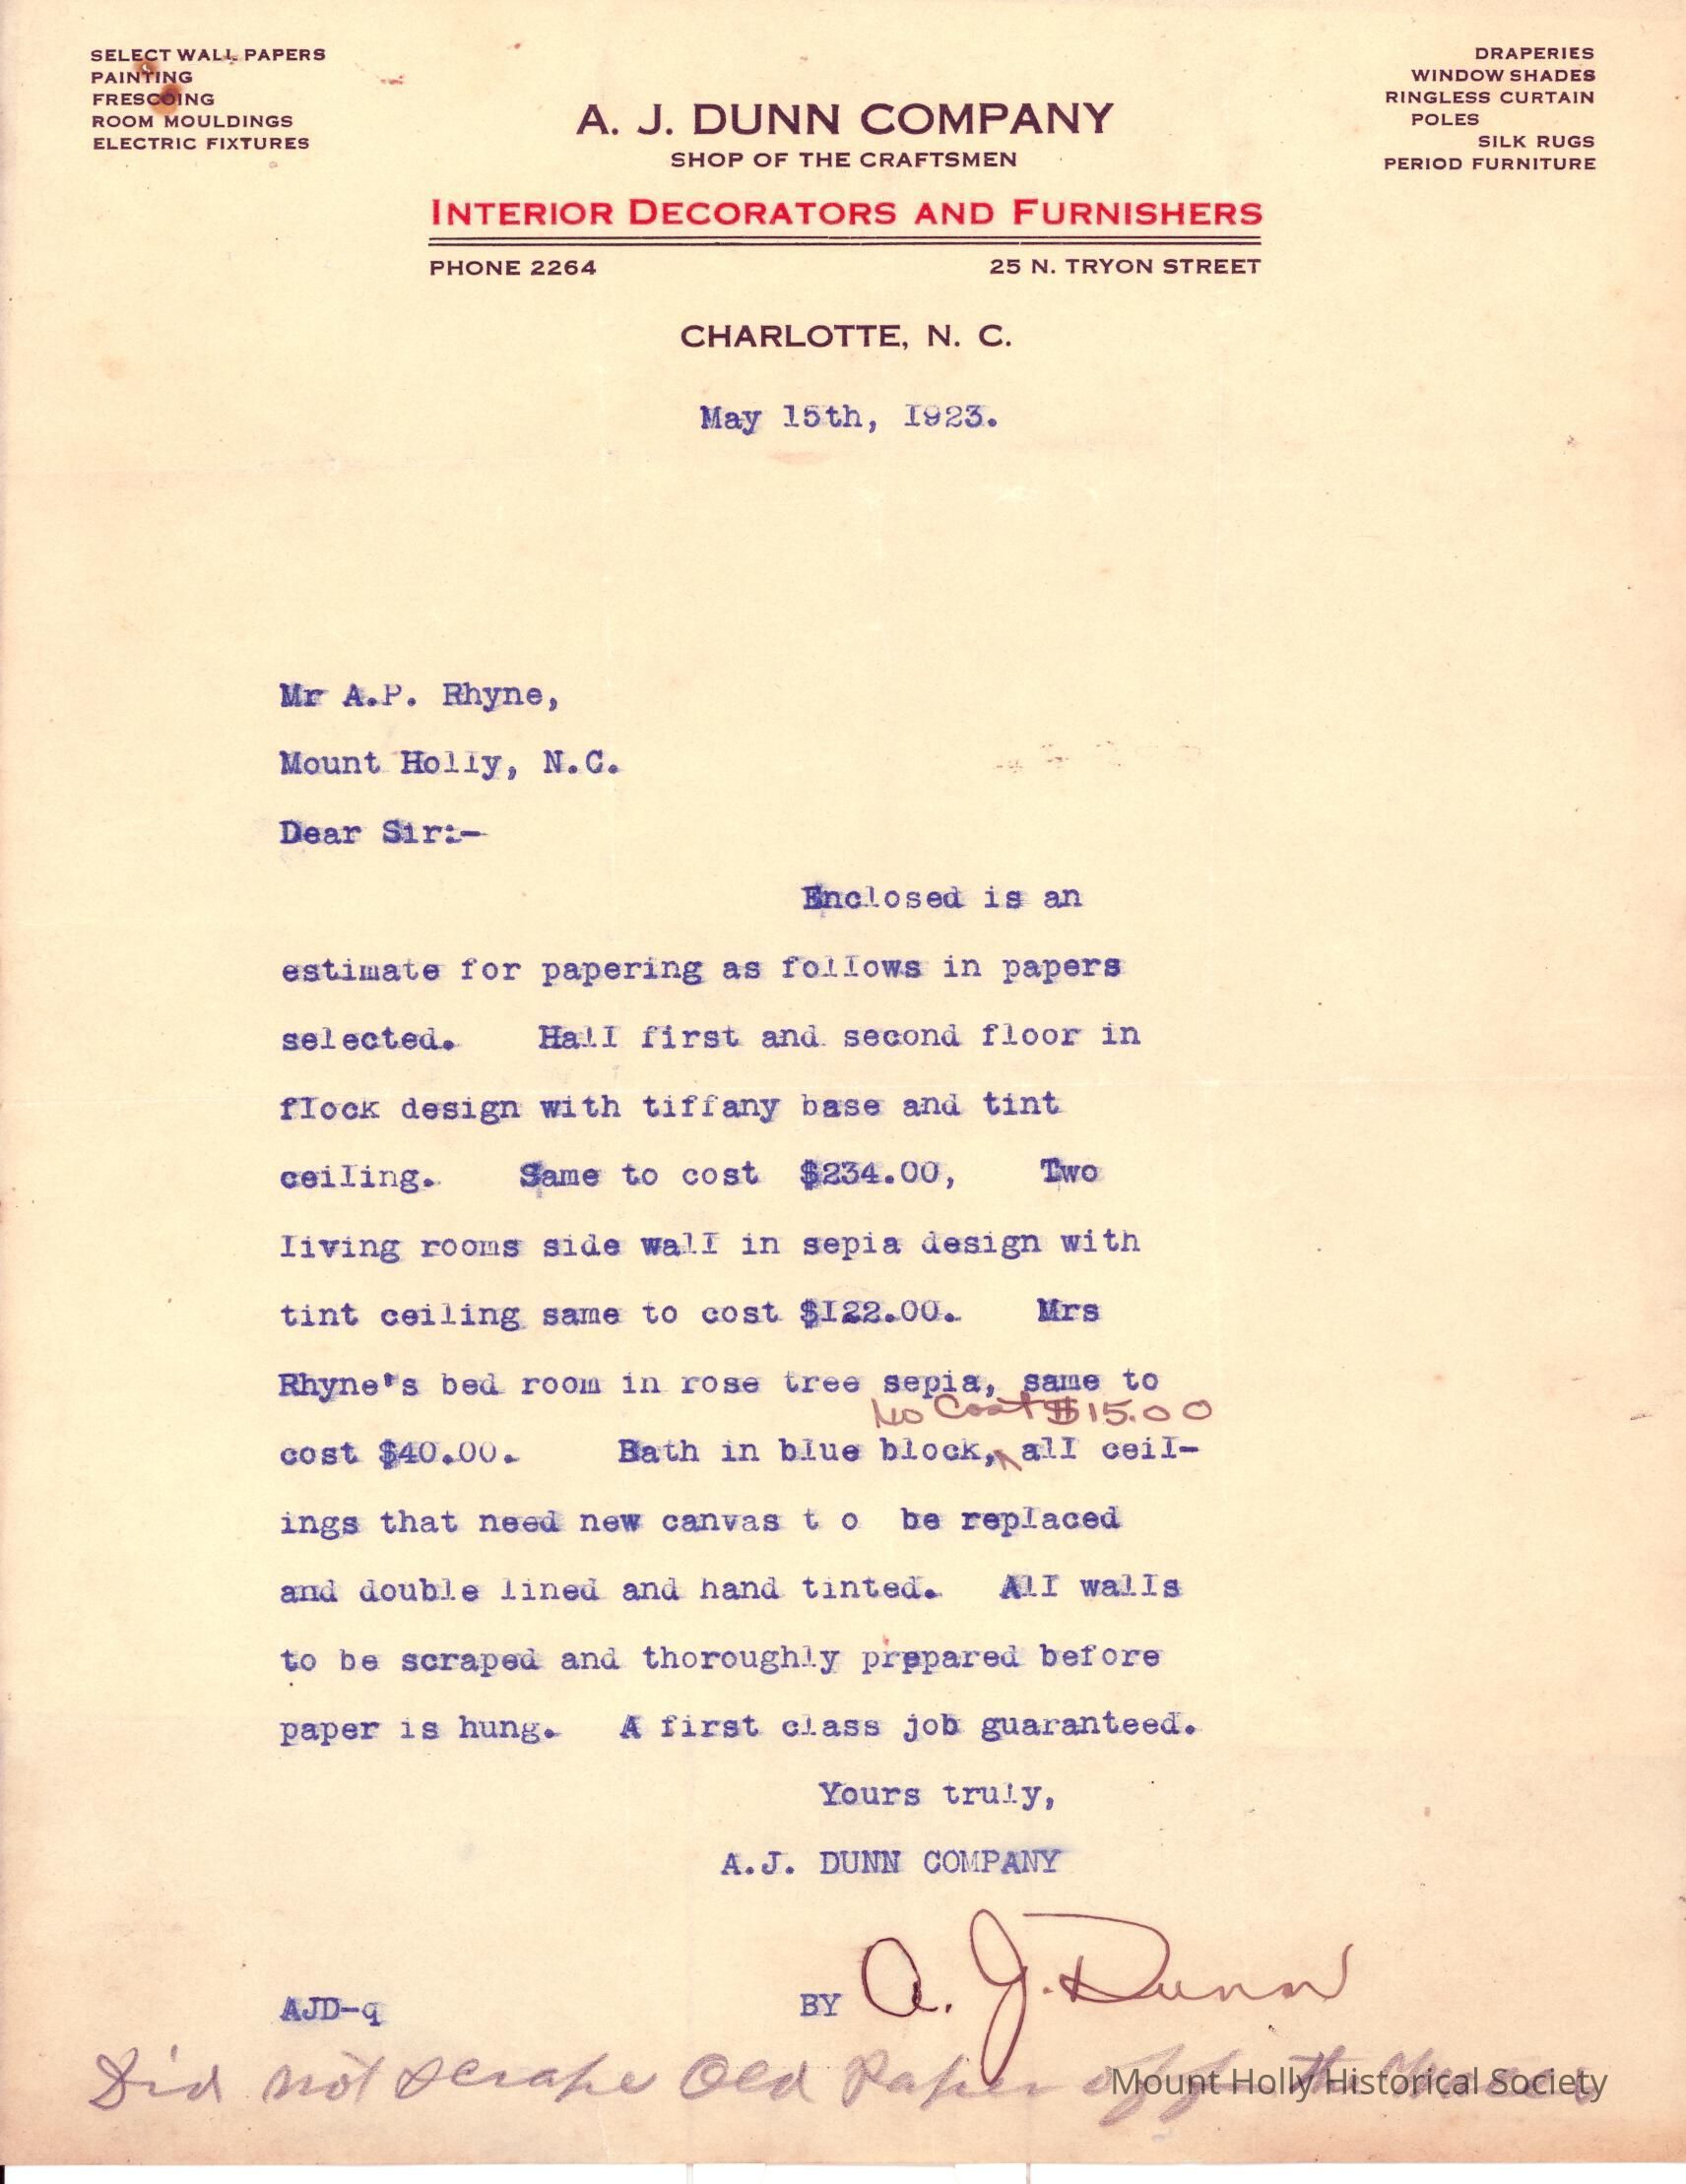 SELECT WALL PAPERS
PAINTING
FRESCOING
ROOM MOULDINGS
ELECTRIC FIXTURES
DRAPERIES
WINDOW SHADES
RINGLESS CURTAIN
POLES
SILK RUGS
PERIOD FURNITURE
A. J. DUNN COMPANY
SHOP OF THE CRAFTSMEN
INTERIOR DECORATORS AND FURNISHERS
PHONE 2264 25 N. TRYON STREET
CHARLOTTE, N. C.
May 15th, 1923.
Mr A.P. Rhyne,
Mount Holly, N.C.
Dear Sir:-
Enclosed is an
estimate for papering as follows in papers
selected. Hall first and second floor in
flock design with tiffany base and tint
ceiling. Same to cost $234.00, Two
living rooms side wall in sepia design with
tint ceiling same to cost $122.00. Mrs
Rhyne's bed room in rose tree sepia, same to
Cost $15.00
cost $40.00. Bath in blue block, all ceil-
ings that need new canvas t o be replaced
and double lined and hand tinted. All walls
to be scraped and thoroughly prepared before
paper is hung. A first class job guaranteed.
Yours truly,
A.J. DUNN COMPANY
BY A. J. Dunn
AJD-q
Did not scrape Old Paper off
Mount Holly Historical Society